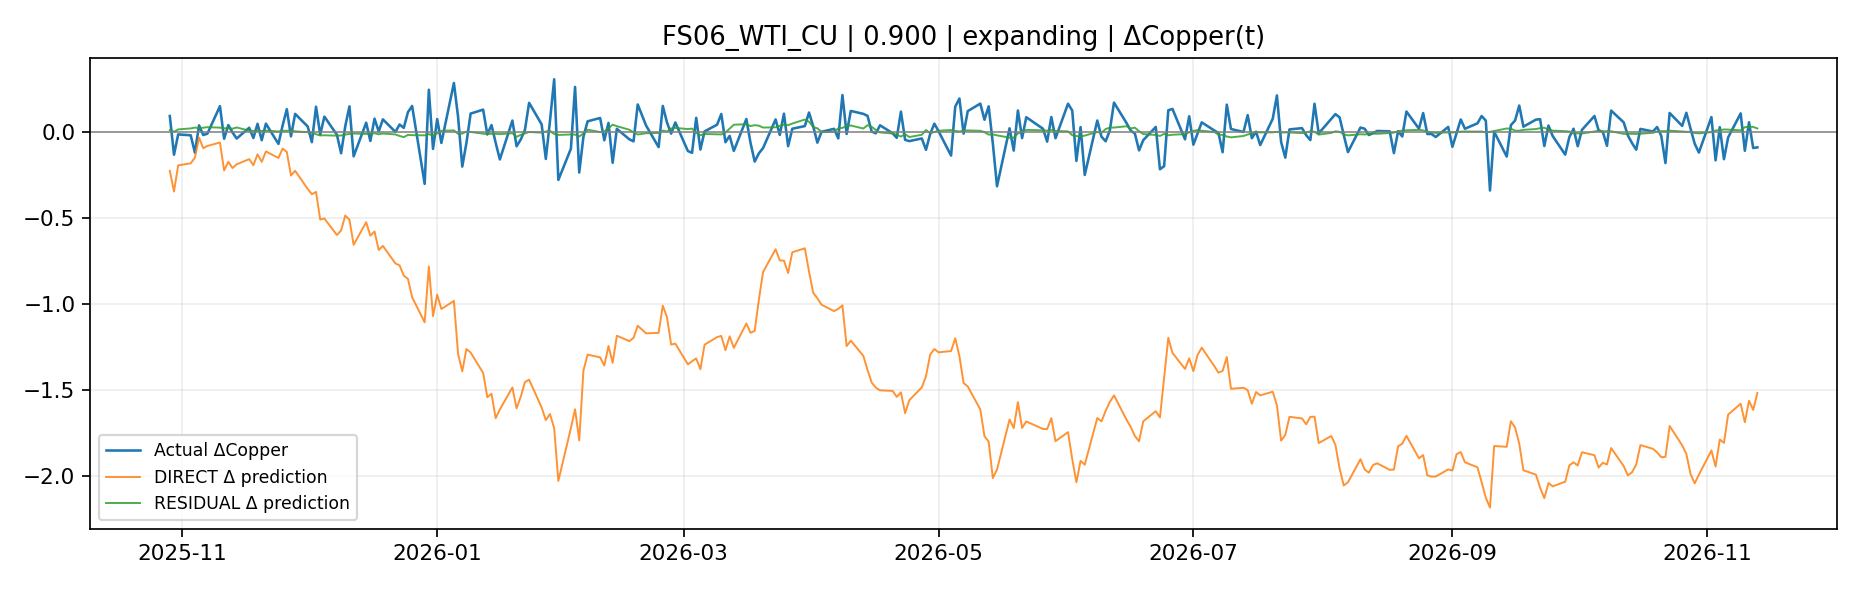 FS06_WTI_CU | 0.900 | expanding | ΔCopper(t)
0.0
−0.5
−1.0
−1.5
−2.0
Actual ΔCopper
DIRECT Δ prediction
RESIDUAL Δ prediction
2025-11 2026-01 2026-03 2026-05 2026-07 2026-09 2026-11